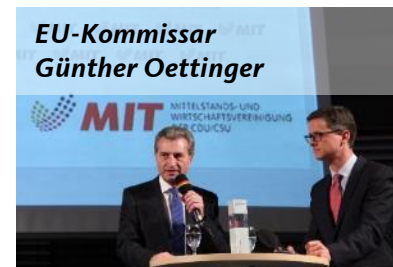 EU-Kommissar
Günther Oettinger
MIT
MITTELSTANDS- UND
WIRTSCHAFTSVEREINIGUNG
DER CDU/CSU